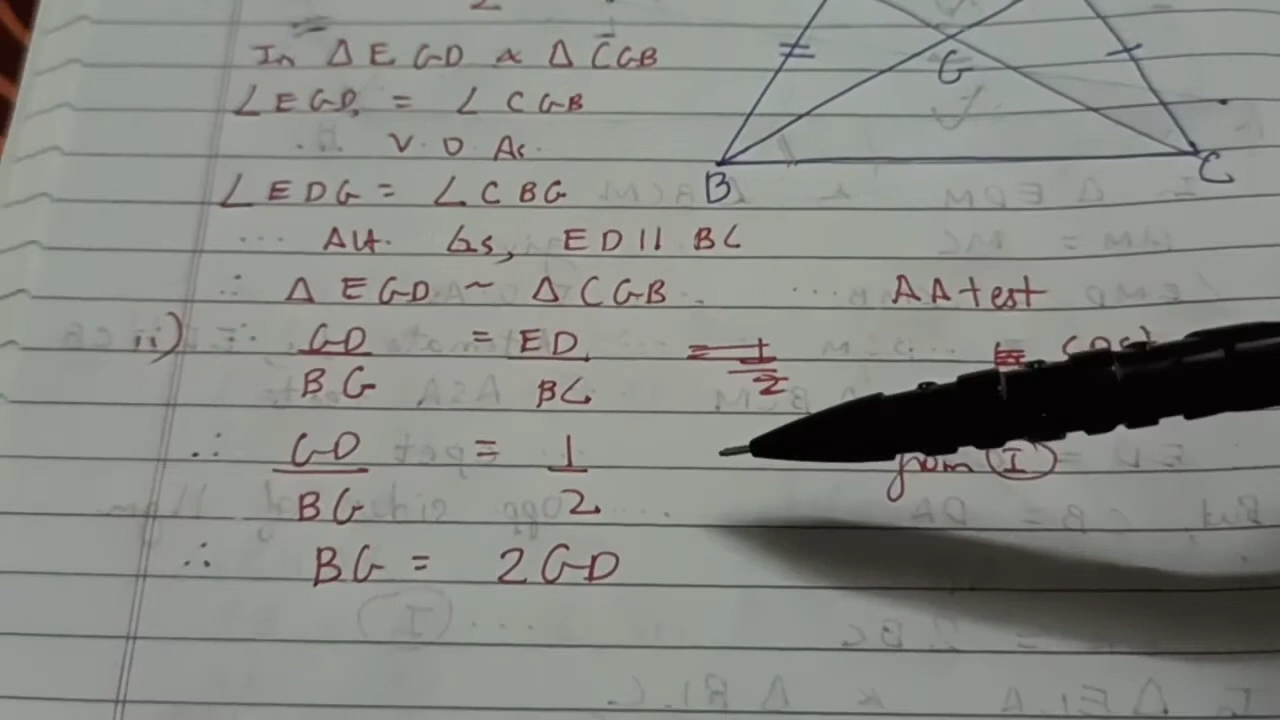 2
In Δ EGD & Δ CGB
∠EGD = ∠CGB
V.O As.
∠EDG = ∠CBG
... Alt. ∠s, ED || BC
∴ Δ EGD ~ Δ CGB. ... AA test
ii) ∴ GD/BG = ED/BC = 1/2
∴ GD/BG = 1/2 from (I)
∴ BG = 2GD
G
B
C